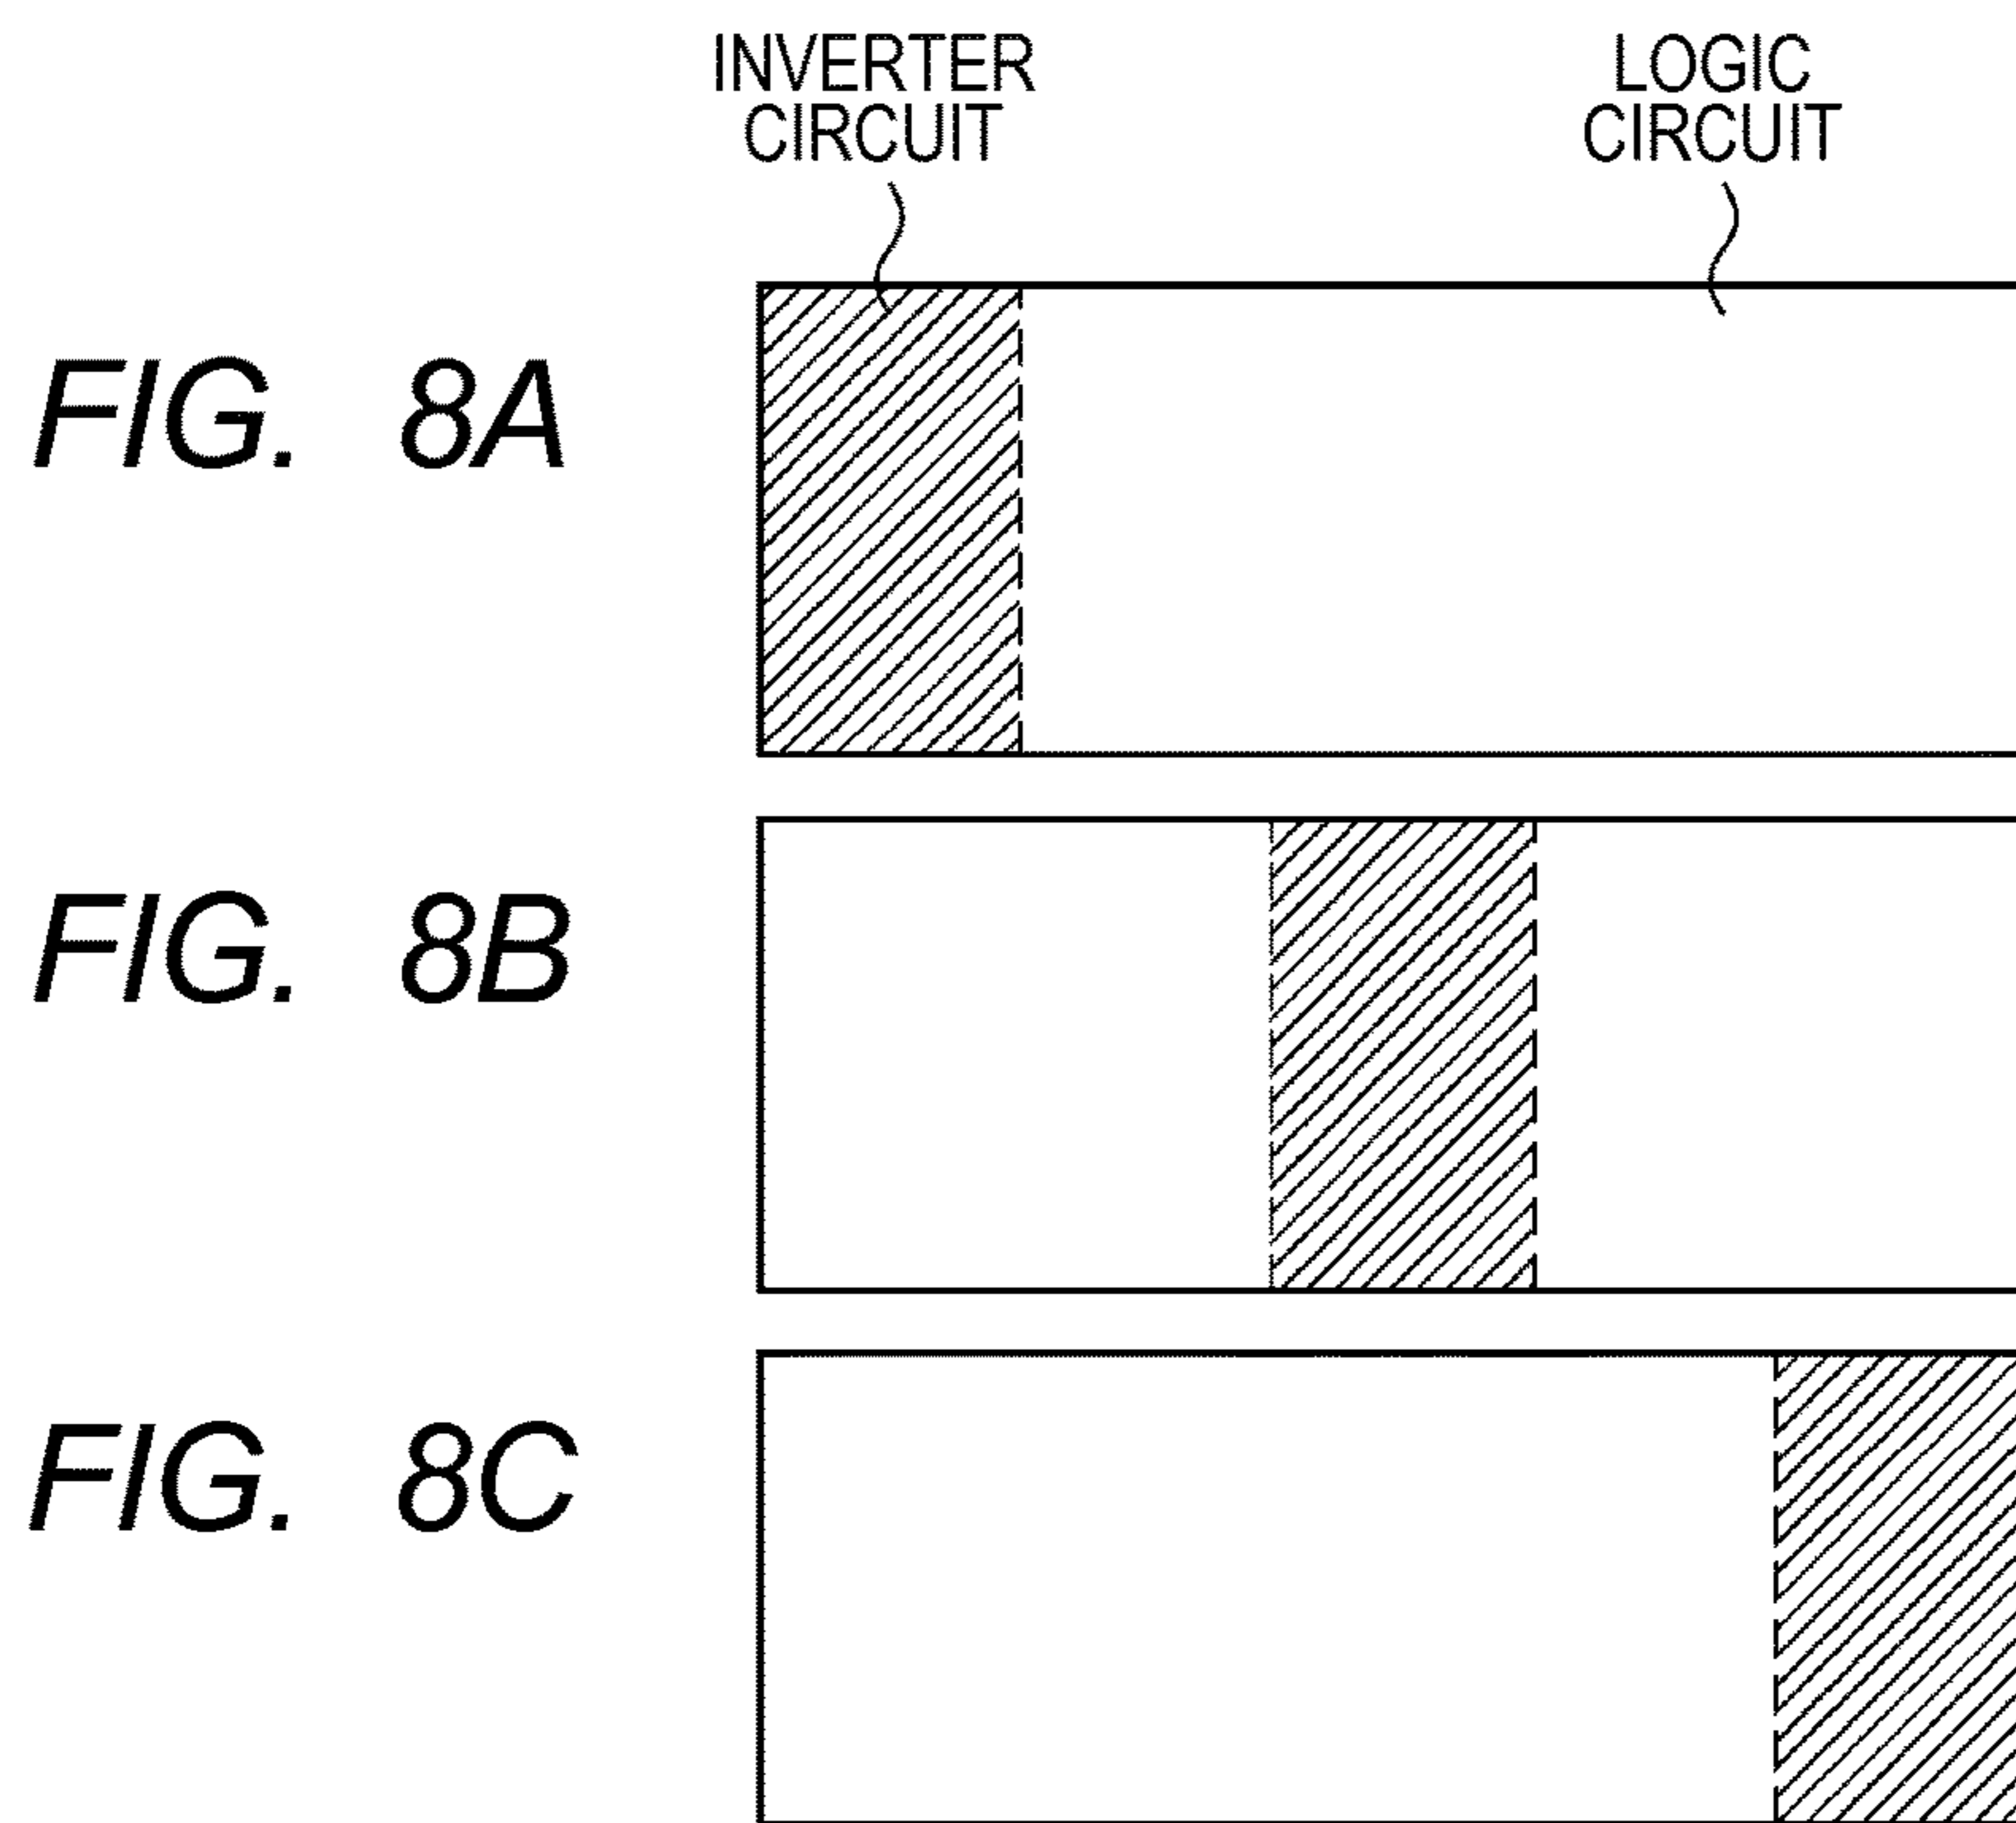 INVERTER
CIRCUIT
LOGIC
CIRCUIT
FIG. 8A
FIG. 8B
FIG. 8C